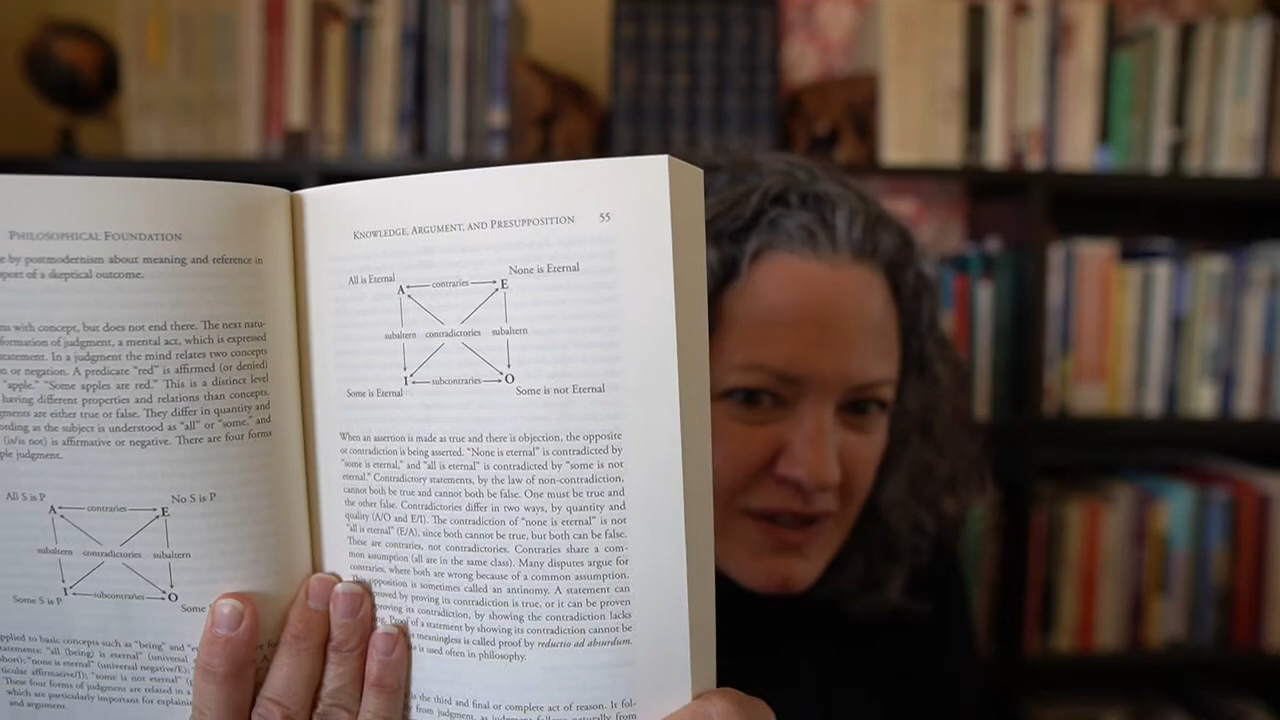 PHILOSOPHICAL FOUNDATION
e by postmodernism about meaning and reference in
port of a skeptical outcome.
ns with concept, but does not end there. The next natu-
formation of judgment, a mental act, which is expressed
statement. In a judgment the mind relates two concepts
n or negation. A predicate "red" is affirmed (or denied)
"apple." "Some apples are red." This is a distinct level
having different properties and relations than concepts.
gments are either true or false. They differ in quantity and
ording as the subject is understood as "all" or "some," and
(is/is not) is affirmative or negative. There are four forms
ple judgment.
All S is P
No S is P
A contraries E
subaltern contradictories subaltern
I subcontraries O
Some S is P
Some
pplied to basic concepts such as "being" and
atements: "all (being) is eternal" (universal
hort); "none is eternal" (universal negative/E);
ticular affirmative/I); "some is not eternal"
These four forms of judgment are related in a
which are particularly important for
and argument.
KNOWLEDGE, ARGUMENT, AND PRESUPPOSITION 55
All is Eternal
None is Eternal
A contraries E
subaltern contradictories subaltern
I subcontraries O
Some is Eternal
Some is not Eternal
When an assertion is made as true and there is objection, the opposite
or contradiction is being asserted. "None is eternal" is contradicted by
"some is eternal," and "all is eternal" is contradicted by "some is not
eternal." Contradictory statements, by the law of non-contradiction,
cannot both be true and cannot both be false. One must be true and
the other false. Contradictories differ in two ways, by quantity and
quality (A/O and E/I). The contradiction of "none is eternal" is not
"all is eternal" (E/A), since both cannot be true, but both can be false.
These are contraries, not contradictories. Contraries share a com-
mon assumption (all are in the same class). Many disputes argue for
contraries, where both are wrong because of a common assumption.
This opposition is sometimes called an antinomy. A statement can
proved by proving its contradiction is true, or it can be proven
proving its contradiction, by showing the contradiction lacks
Proof of a statement by showing its contradiction cannot be
meaningless is called proof by reductio ad absurdum.
is used often in philosophy.
is the third and final or complete act of reason. It fol-
from judgment, as judgment follows naturally from